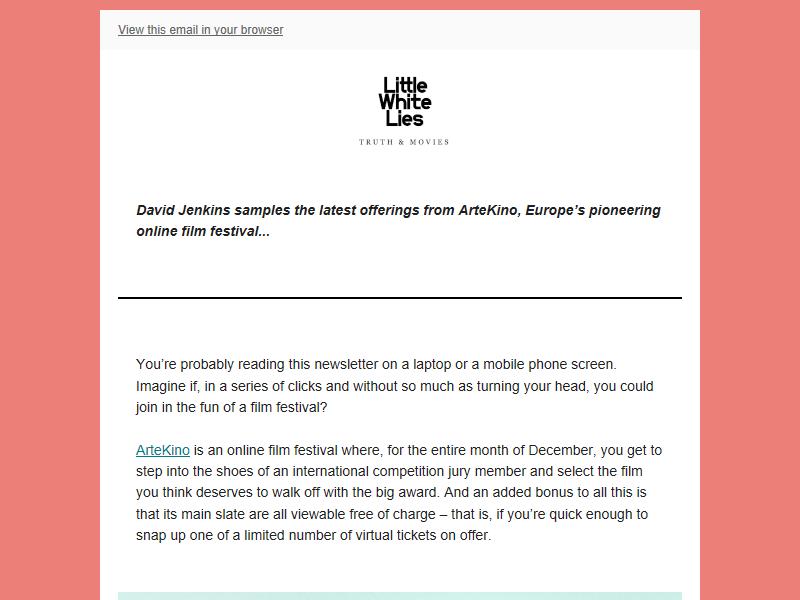 View this email in your browser
Little
White
Lies
TRUTH & MOVIES
David Jenkins samples the latest offerings from ArteKino, Europe’s pioneering
online film festival...
You’re probably reading this newsletter on a laptop or a mobile phone screen.
Imagine if, in a series of clicks and without so much as turning your head, you could
join in the fun of a film festival?
ArteKino is an online film festival where, for the entire month of December, you get to
step into the shoes of an international competition jury member and select the film
you think deserves to walk off with the big award. And an added bonus to all this is
that its main slate are all viewable free of charge – that is, if you’re quick enough to
snap up one of a limited number of virtual tickets on offer.